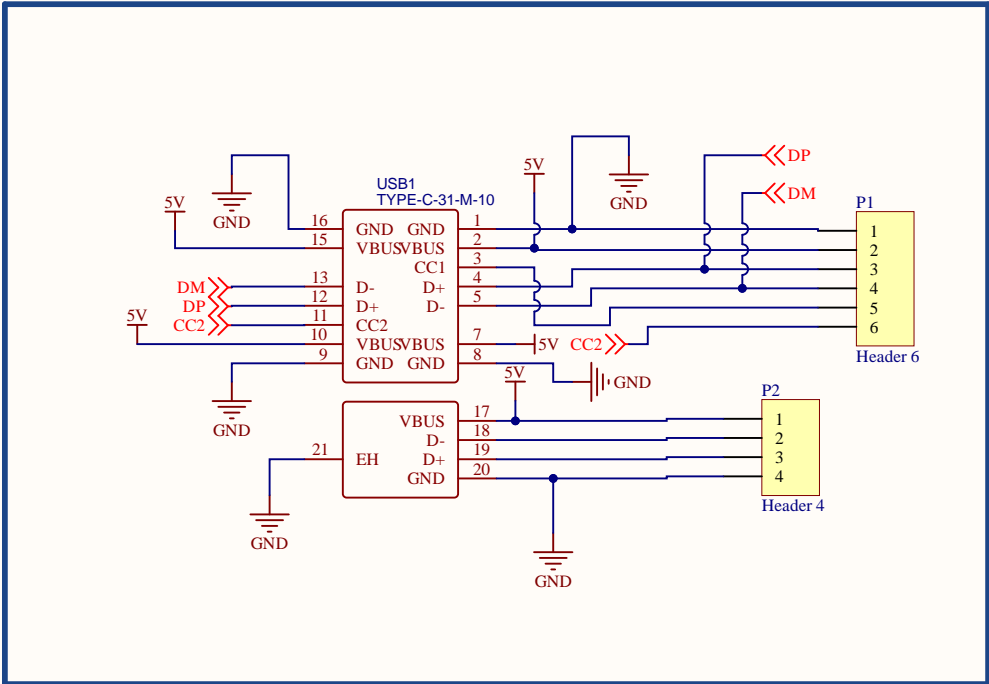 DP
5V
DM
USB1
TYPE-C-31-M-10
5V
GND
GND
P1
16 GND GND 1
1
15 VBUS VBUS 2
2
CC1 3
3
DM 13 D- D+ 4
4
DP 12 D+ D- 5
5
CC2 11 CC2
6
5V
10 VBUS VBUS 7 5V CC2
9 GND GND 8
Header 6
GND
5V
P2
GND
VBUS 17
1
D- 18
2
21 EH D+ 19
3
GND 20
4
Header 4
GND
GND